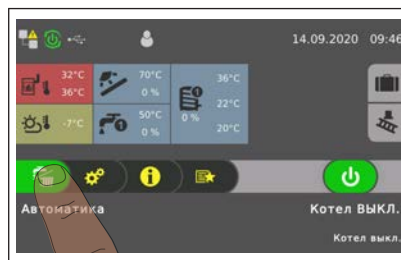 14.09.2020 09:46
32°C 70°C 36°C
36°C 0 % 22°C
-7°C 50°C 0 % 20°C
0 %
Автоматика Котел ВЫКЛ.
Котел выкл.